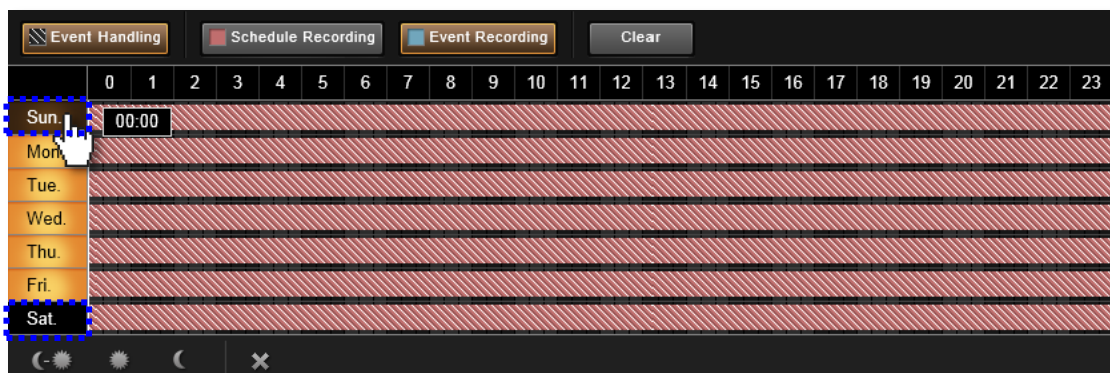 Event Handling Schedule Recording Event Recording Clear
0 1 2 3 4 5 6 7 8 9 10 11 12 13 14 15 16 17 18 19 20 21 22 23
Sun. 00:00
Mon
Tue.
Wed.
Thu.
Fri.
Sat.